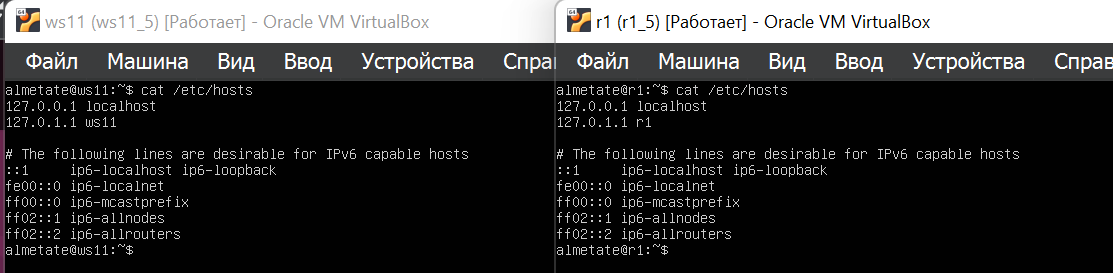 ws11 (ws11_5) [Работает] - Oracle VM VirtualBox
Файл Машина Вид Ввод Устройства Справ
almetate@ws11:~$ cat /etc/hosts
127.0.0.1 localhost
127.0.1.1 ws11
# The following lines are desirable for IPv6 capable hosts
::1     ip6-localhost ip6-loopback
fe00::0 ip6-localnet
ff00::0 ip6-mcastprefix
ff02::1 ip6-allnodes
ff02::2 ip6-allrouters
almetate@ws11:~$
r1 (r1_5) [Работает] - Oracle VM VirtualBox
Файл Машина Вид Ввод Устройства Справ
almetate@r1:~$ cat /etc/hosts
127.0.0.1 localhost
127.0.1.1 r1
# The following lines are desirable for IPv6 capable hosts
::1     ip6-localhost ip6-loopback
fe00::0 ip6-localnet
ff00::0 ip6-mcastprefix
ff02::1 ip6-allnodes
ff02::2 ip6-allrouters
almetate@r1:~$